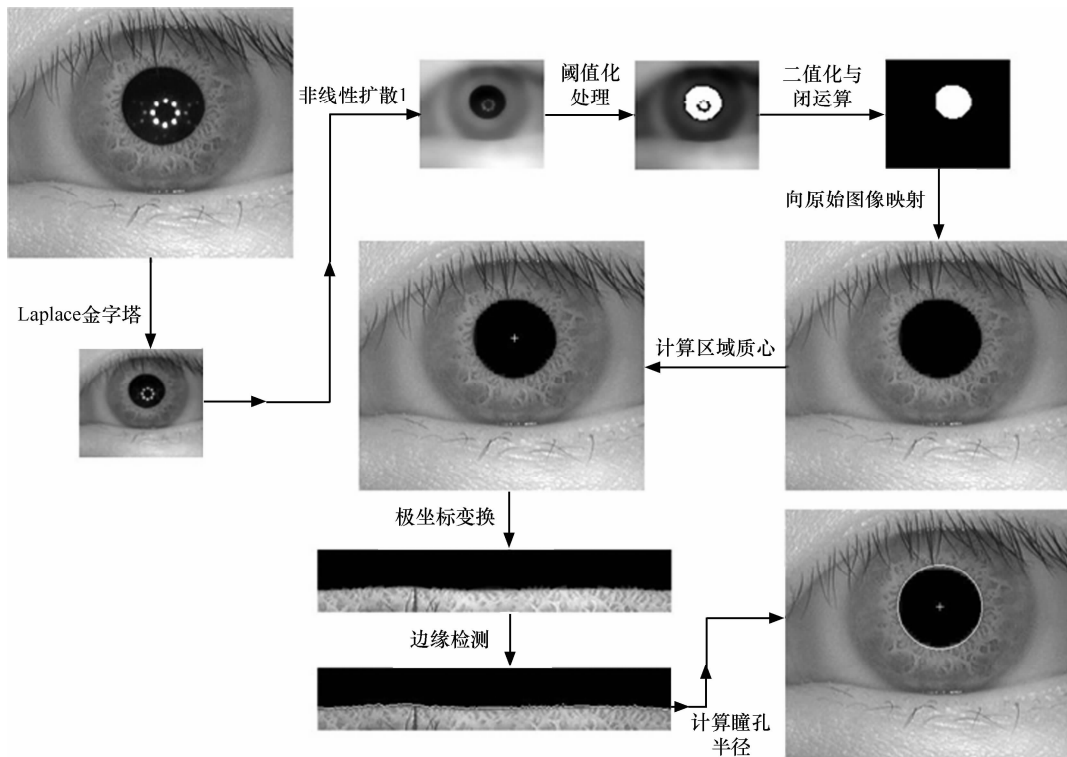 Laplace金字塔
非线性扩散1
阈值化
处理
二值化与
闭运算
向原始图像映射
计算区域质心
极坐标变换
边缘检测
计算瞳孔
半径